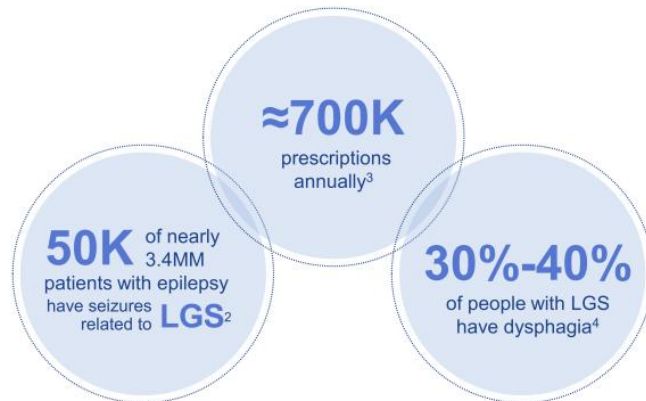 ≈700K
prescriptions
annually³
50K of nearly
3.4MM
patients with epilepsy
have seizures
related to LGS²
30%-40%
of people with LGS
have dysphagia⁴